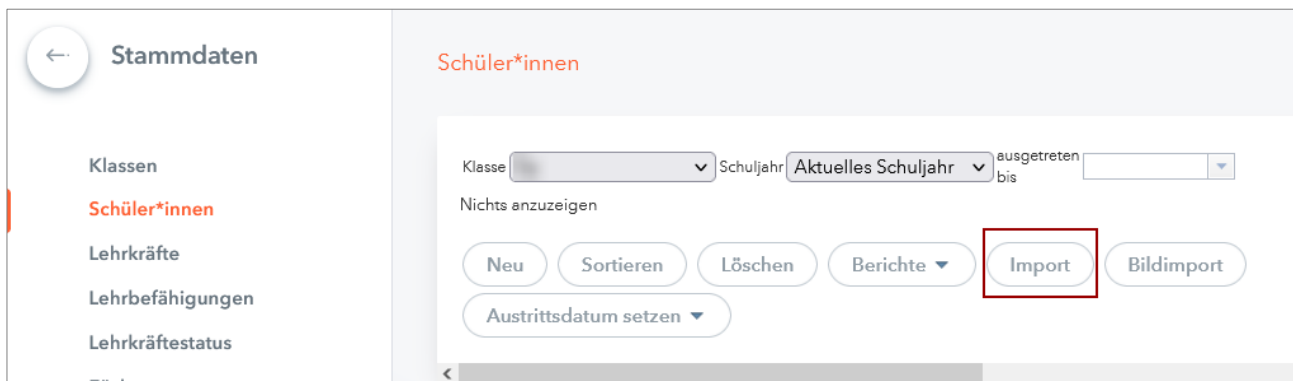 Stammdaten
Klassen
Schüler*innen
Lehrkräfte
Lehrbefähigungen
Lehrkräftestatus
Schüler*innen
Klasse Schuljahr Aktuelles Schuljahr ausgetreten bis
Nichts anzuzeigen
Neu Sortieren Löschen Berichte Import Bildimport
Austrittsdatum setzen